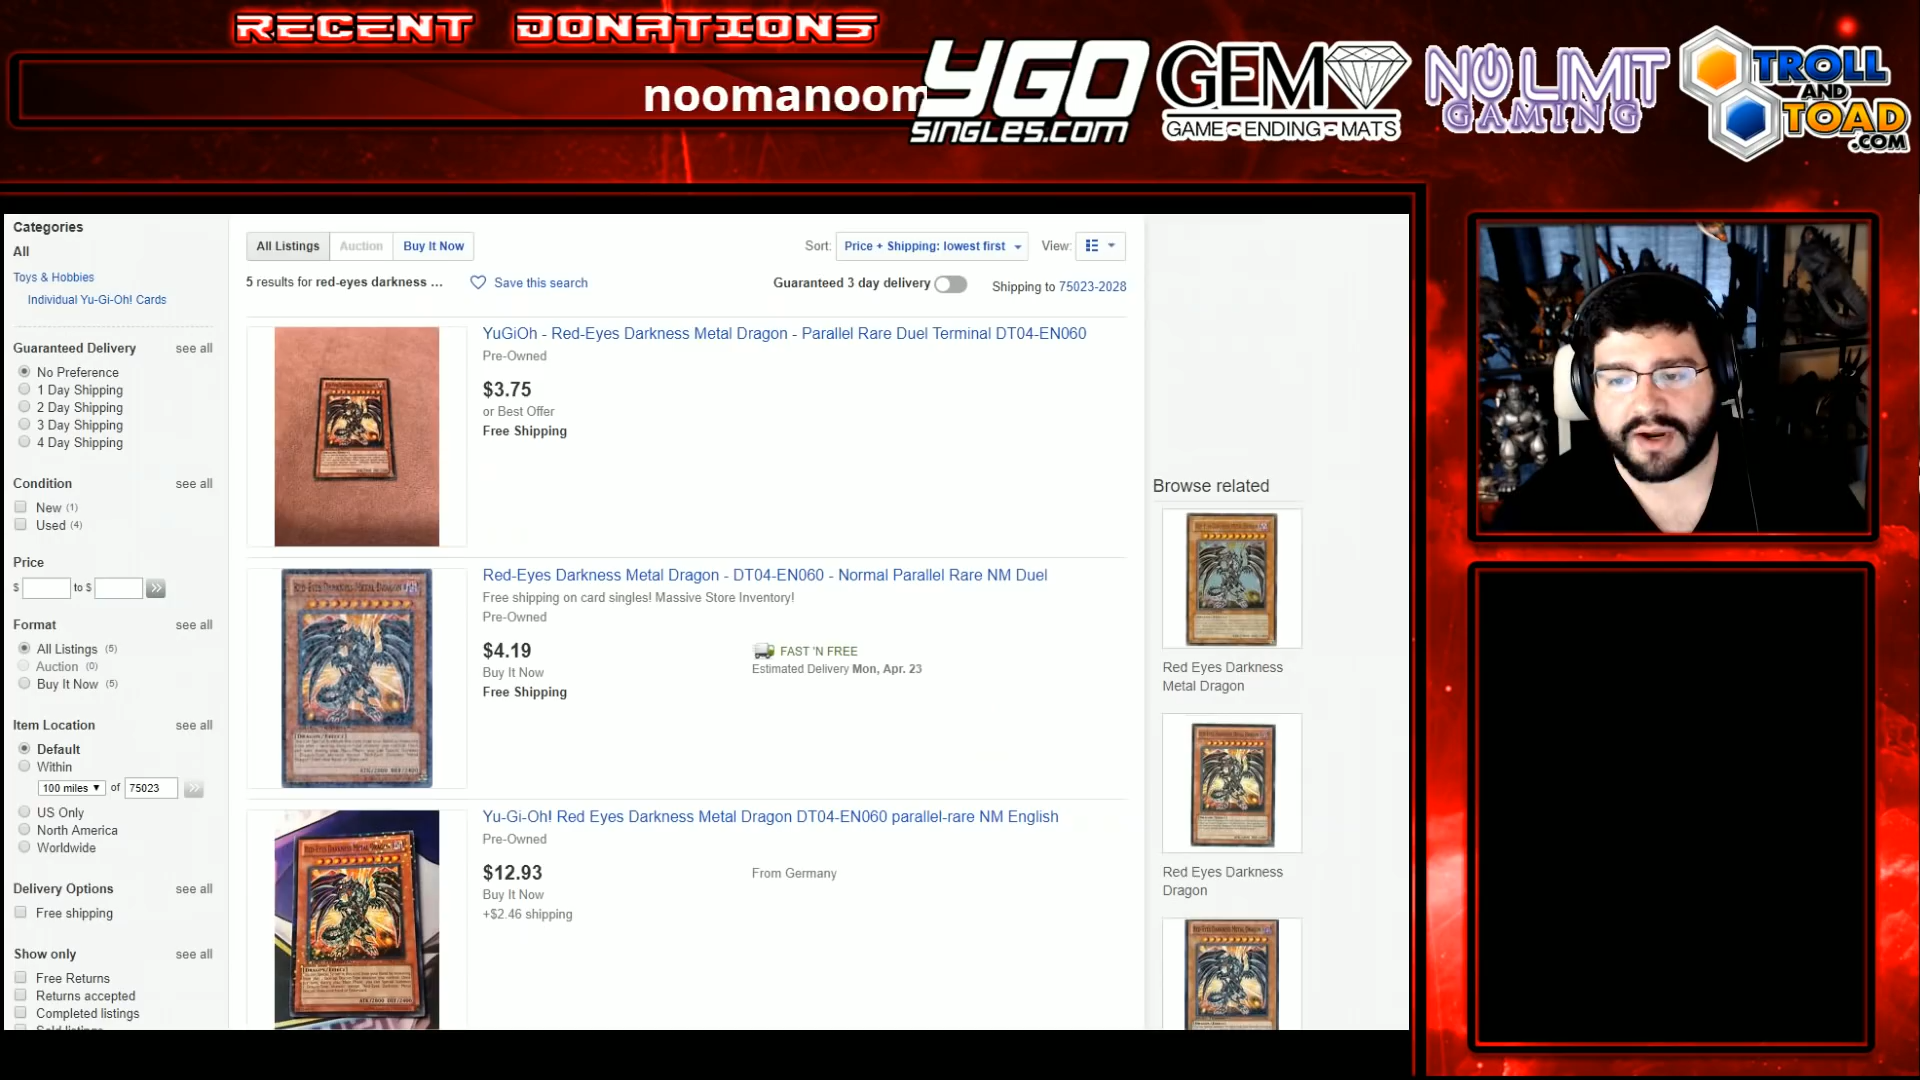 RECENT DONATIONS
noomanoom
YGO
SINGLES.COM
GEM
GAME-ENDING-MATS
NO LIMIT
GAMING
TROLL
AND
TOAD
.COM
Categories
All
Toys & Hobbies
Individual Yu-Gi-Oh! Cards
Guaranteed Delivery see all
No Preference
1 Day Shipping
2 Day Shipping
3 Day Shipping
4 Day Shipping
Condition see all
New (1)
Used (4)
Price
$ to $
Format see all
All Listings (5)
Auction (0)
Buy It Now (5)
Item Location see all
Default
Within
100 miles of 75023
US Only
North America
Worldwide
Delivery Options see all
Free shipping
Show only see all
Free Returns
Returns accepted
Completed listings
Sold listings
All Listings Auction Buy It Now Sort: Price + Shipping: lowest first View:
5 results for red-eyes darkness ... Save this search Guaranteed 3 day delivery Shipping to 75023-2028
YuGiOh - Red-Eyes Darkness Metal Dragon - Parallel Rare Duel Terminal DT04-EN060
Pre-Owned
$3.75
or Best Offer
Free Shipping
Red-Eyes Darkness Metal Dragon - DT04-EN060 - Normal Parallel Rare NM Duel
Free shipping on card singles! Massive Store Inventory!
Pre-Owned
$4.19 FAST 'N FREE
Buy It Now Estimated Delivery Mon, Apr. 23
Free Shipping
Yu-Gi-Oh! Red Eyes Darkness Metal Dragon DT04-EN060 parallel-rare NM English
Pre-Owned
$12.93 From Germany
Buy It Now
+$2.46 shipping
Browse related
Red Eyes Darkness
Metal Dragon
Red Eyes Darkness
Dragon